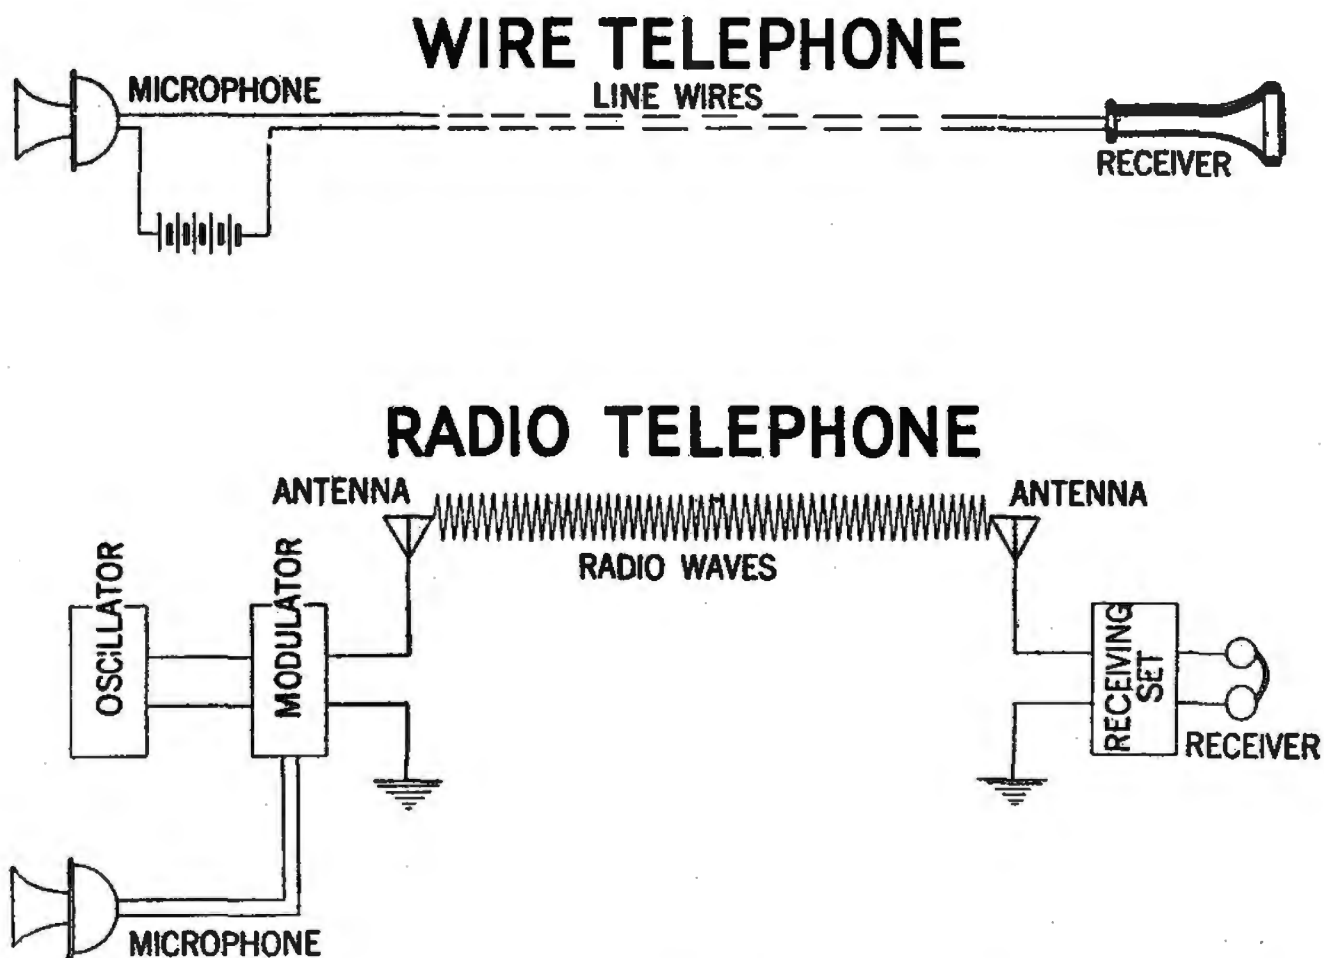 WIRE TELEPHONE
MICROPHONE
LINE WIRES
RECEIVER
RADIO TELEPHONE
ANTENNA
ANTENNA
RADIO WAVES
OSCILLATOR
MODULATOR
RECEIVING
SET
RECEIVER
MICROPHONE